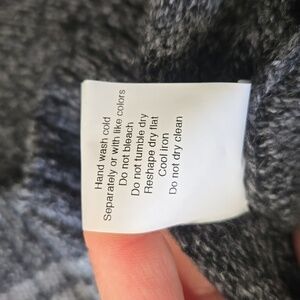 Hand wash cold
Separately or with like colors
Do not bleach
Do not tumble dry
Reshape dry flat
Cool iron
Do not dry clean